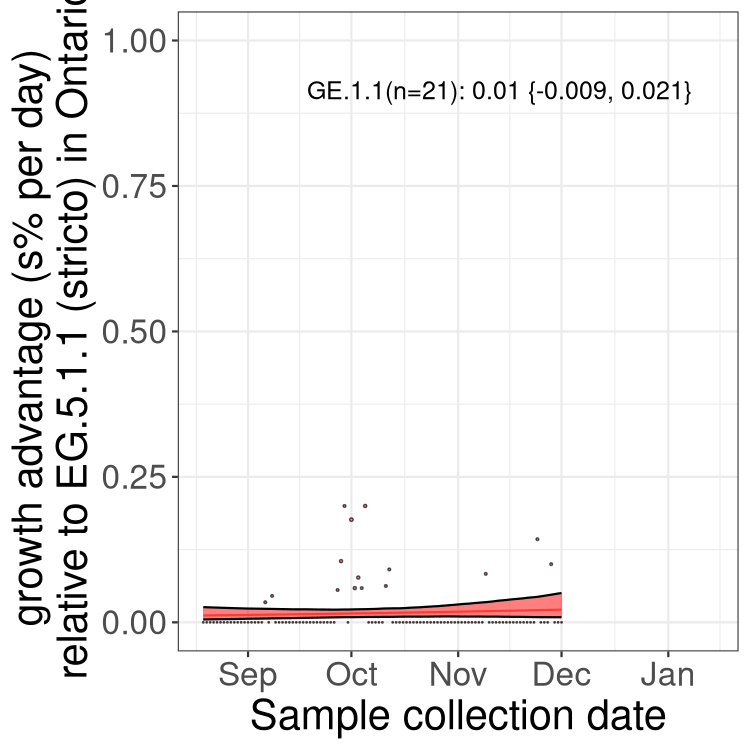 growth advantage (s% per day)
relative to EG.5.1.1 (stricto) in Ontario
1.00
0.75
0.50
0.25
0.00
GE.1.1(n=21): 0.01 {-0.009, 0.021}
Sep Oct Nov Dec Jan
Sample collection date